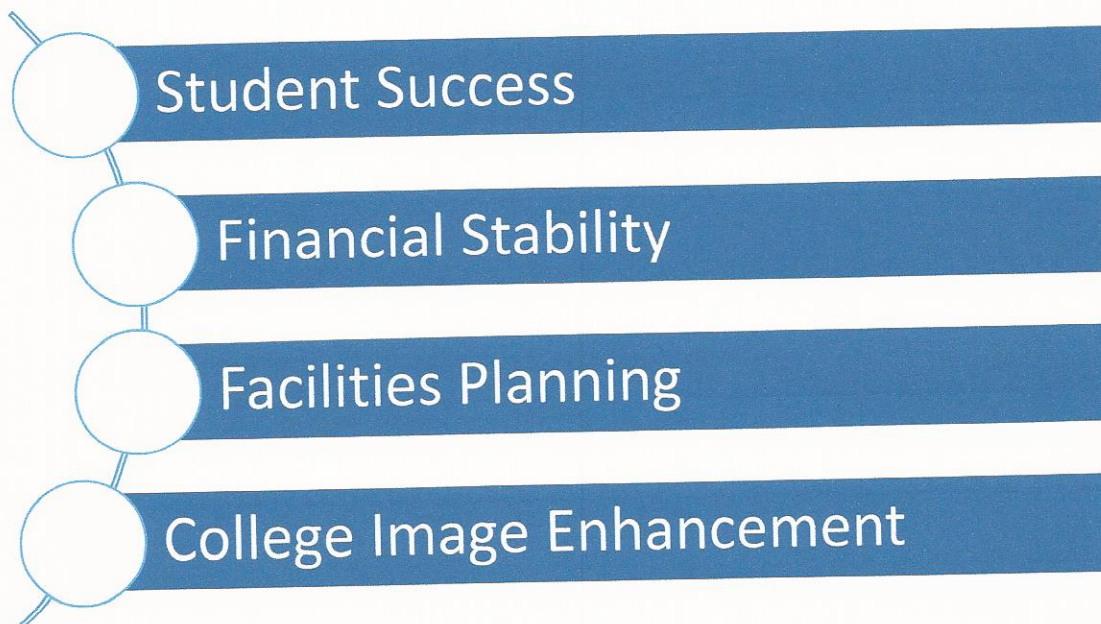 Student Success
Financial Stability
Facilities Planning
College Image Enhancement